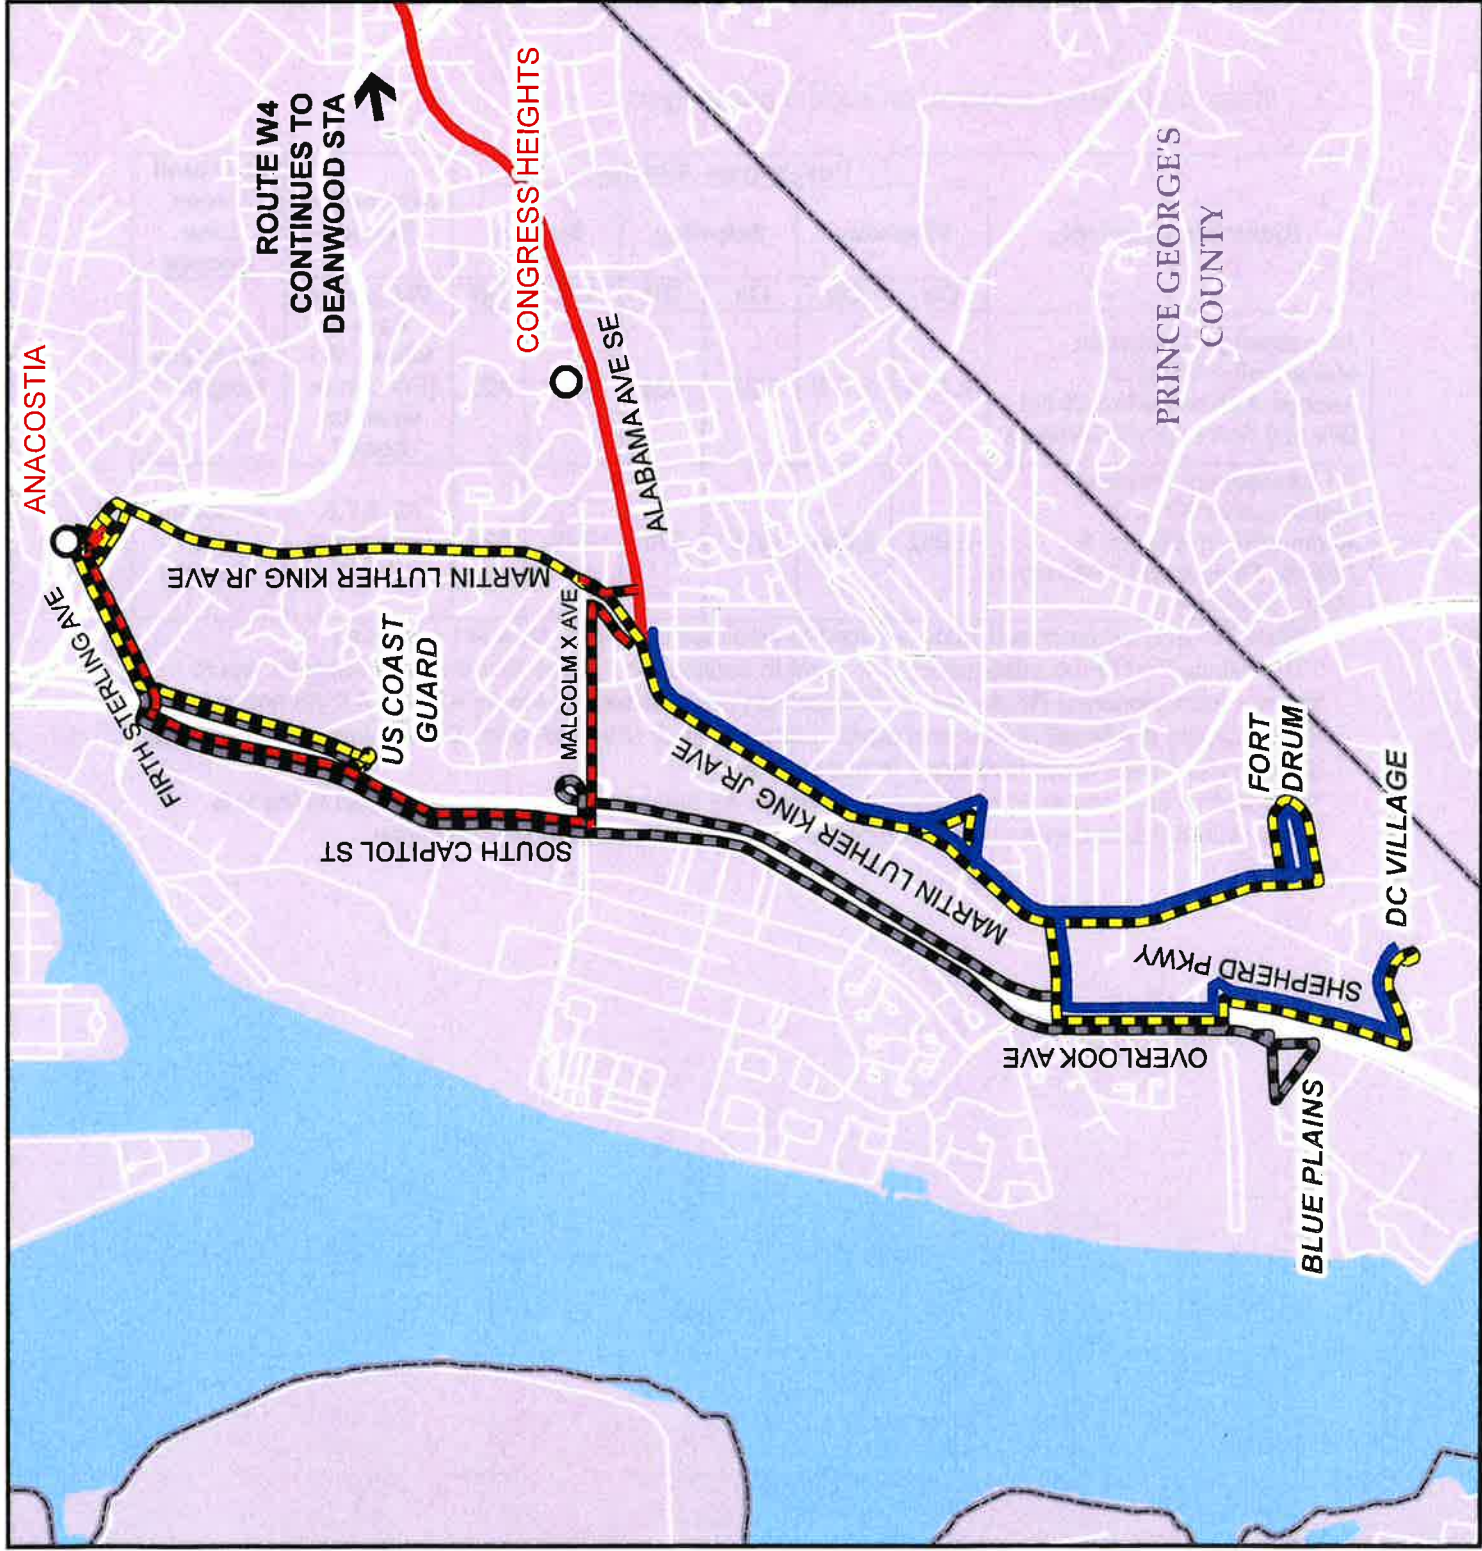 ANACOSTIA
ROUTE W4
CONTINUES TO
DEANWOOD STA
CONGRESS HEIGHTS
ALABAMA AVE SE
MARTIN LUTHER KING JR AVE
FIRTH STERLING AVE
US COAST
GUARD
MALCOLM X AVE
SOUTH CAPITOL ST
MARTIN LUTHER KING JR AVE
PRINCE GEORGE'S
COUNTY
FORT
DRUM
DC VILLAGE
SHEPHERD PKWY
OVERLOOK AVE
BLUE PLAINS